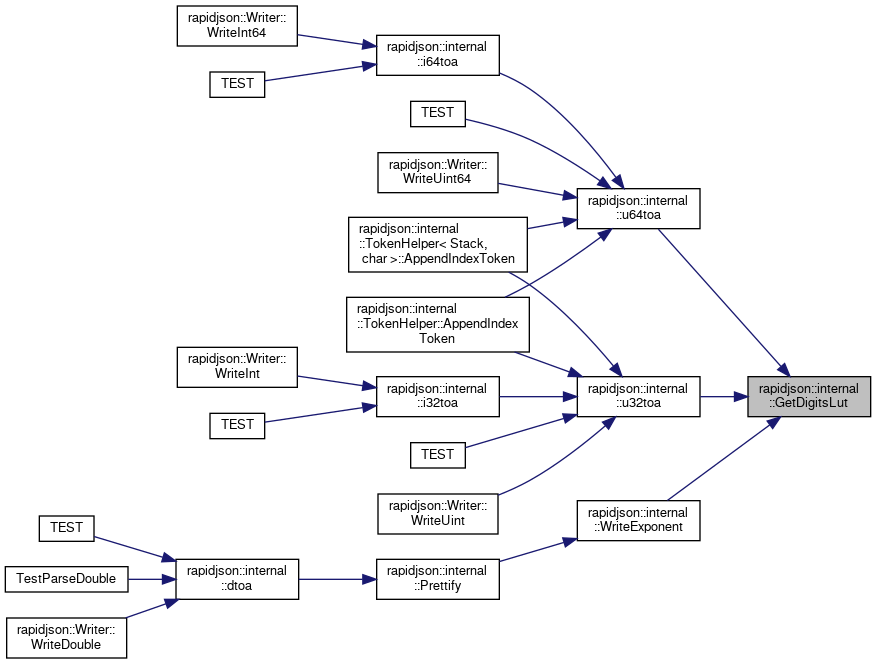 rapidjson::Writer::
WriteInt64
TEST
rapidjson::internal
::i64toa
TEST
rapidjson::Writer::
WriteUint64
rapidjson::internal
::u64toa
rapidjson::internal
::TokenHelper< Stack,
char >::AppendIndexToken
rapidjson::internal
::TokenHelper::AppendIndex
Token
rapidjson::Writer::
WriteInt
TEST
rapidjson::internal
::i32toa
rapidjson::internal
::u32toa
rapidjson::internal
::GetDigitsLut
TEST
rapidjson::Writer::
WriteUint
rapidjson::internal
::WriteExponent
TEST
TestParseDouble
rapidjson::Writer::
WriteDouble
rapidjson::internal
::dtoa
rapidjson::internal
::Prettify